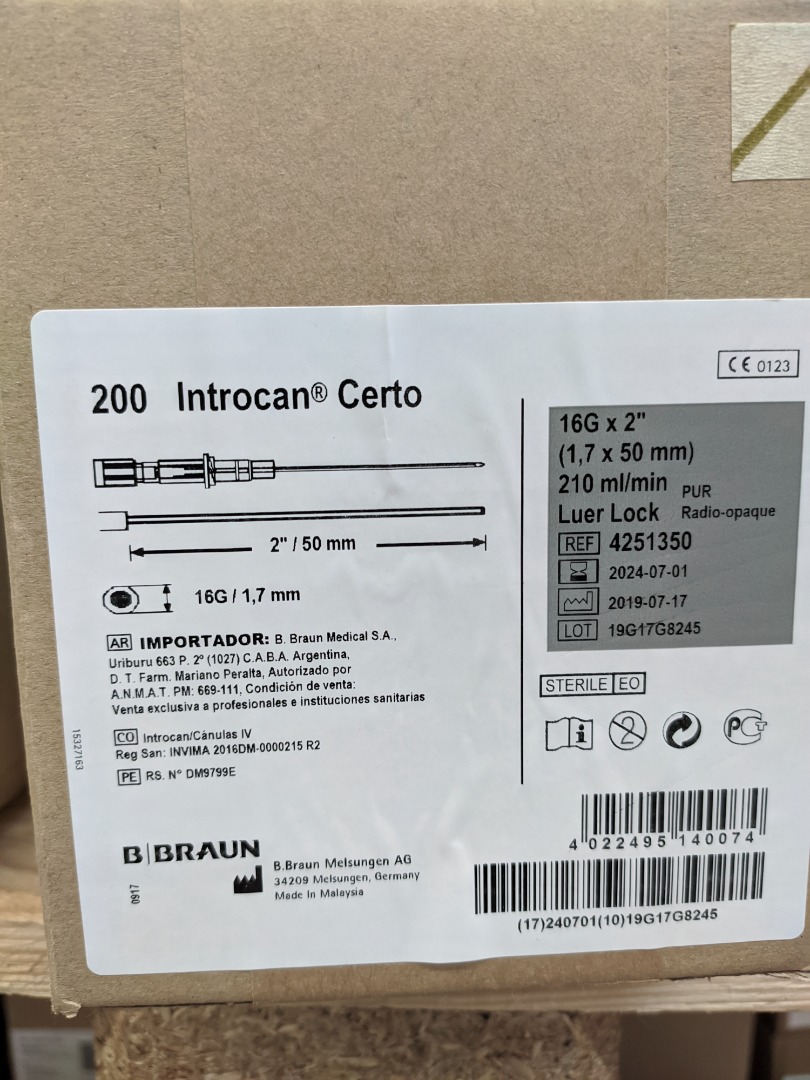 CE 0123
200 Introcan® Certo
2" / 50 mm
16G / 1,7 mm
AR IMPORTADOR: B. Braun Medical S.A.,
Uriburu 663 P. 2º (1027) C.A.B.A. Argentina,
D. T. Farm. Mariano Peralta, Autorizado por
A.N.M.A.T. PM: 669-111, Condición de venta:
Venta exclusiva a profesionales e instituciones sanitarias
CO Introcan/Cánulas IV
Reg San: INVIMA 2016DM-0000215 R2
PE RS. Nº DM9799E
15327163
B|BRAUN
0917
B.Braun Melsungen AG
34209 Melsungen, Germany
Made in Malaysia
16G x 2"
(1,7 x 50 mm)
210 ml/min PUR
Luer Lock Radio-opaque
REF 4251350
2024-07-01
2019-07-17
LOT 19G17G8245
STERILE EO
i 2 PCT
4 022495 140074
(17)240701(10)19G17G8245